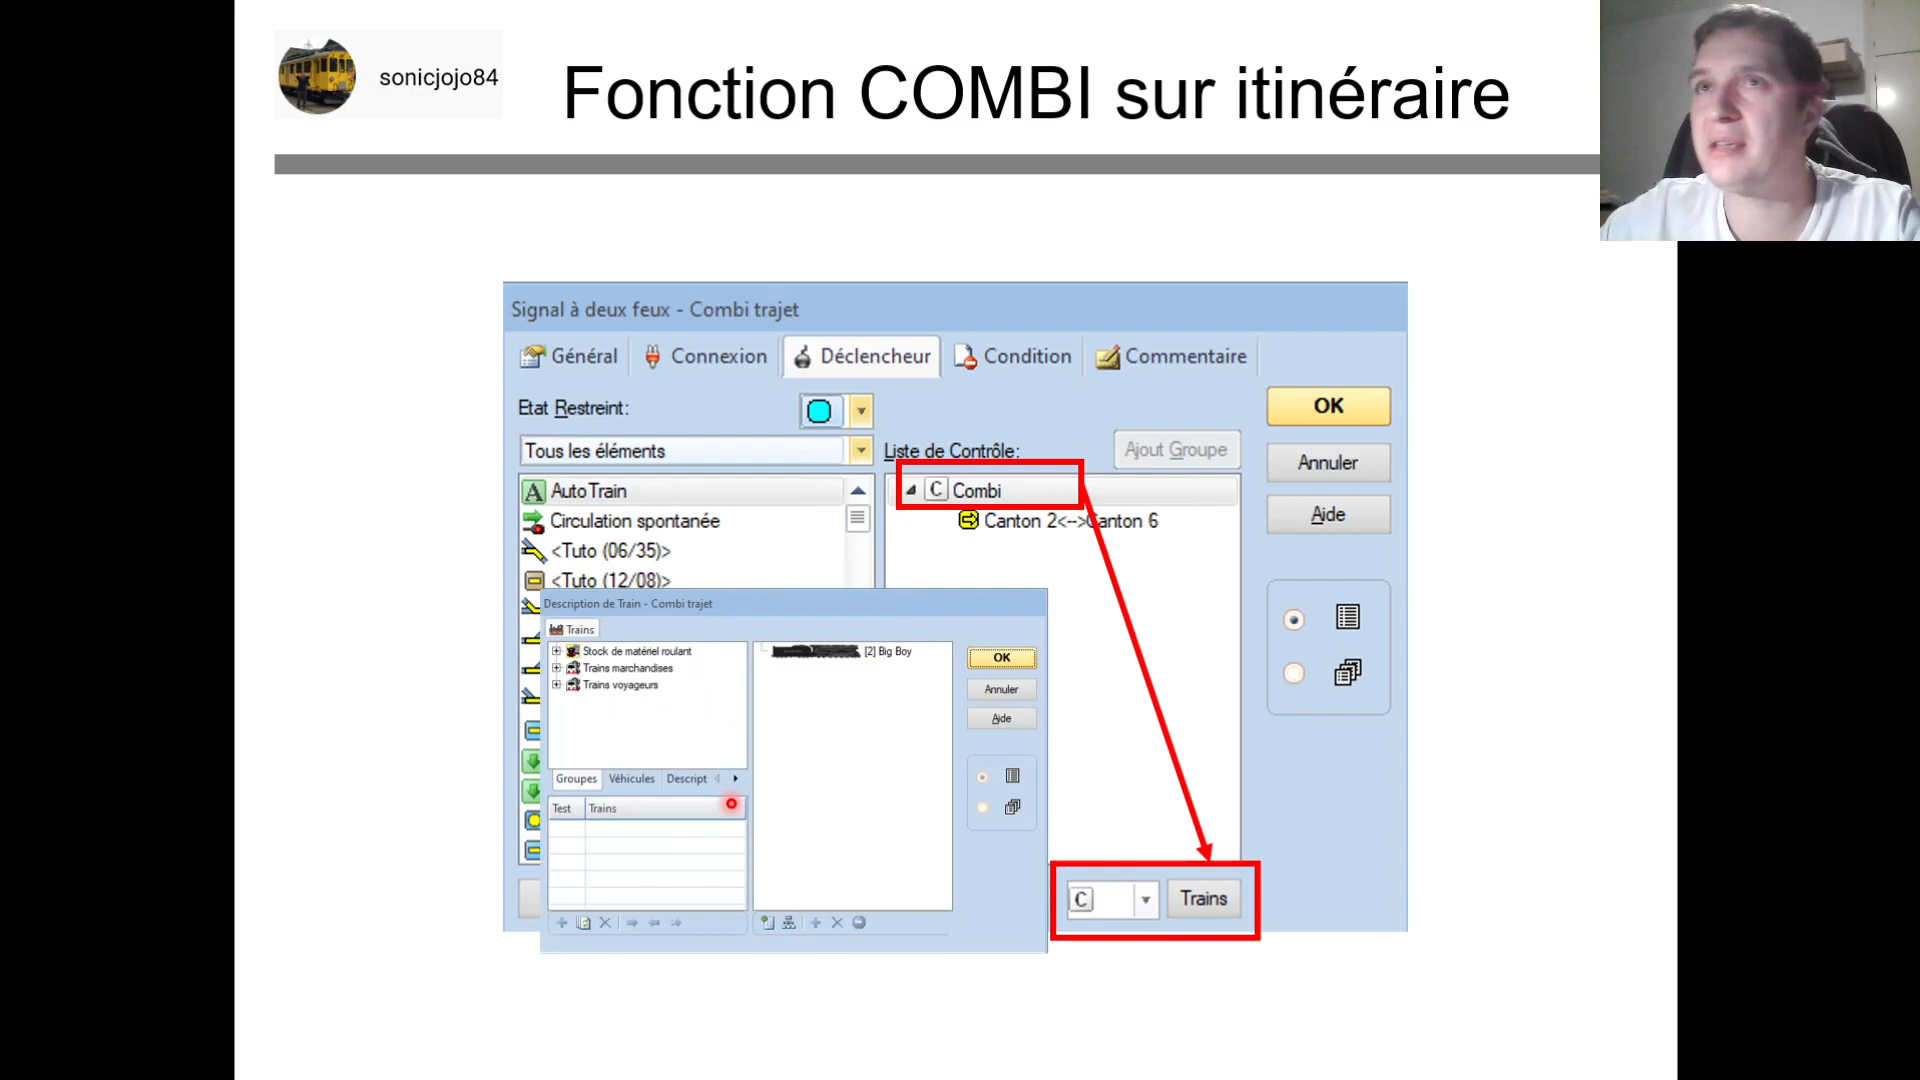 sonicjojo84
Fonction COMBI sur itinéraire
Signal à deux feux - Combi trajet
Général
Connexion
Déclencheur
Condition
Commentaire
Etat Restreint:
OK
Tous les éléments
Liste de Contrôle:
Ajout Groupe
Annuler
AutoTrain
C Combi
Circulation spontanée
Canton 2<-->Canton 6
Aide
<Tuto (06/35)>
<Tuto (12/08)>
Description de Train - Combi trajet
Trains
Stock de matériel roulant
[2] Big Boy
OK
Trains marchandises
Trains voyageurs
Annuler
Aide
Groupes
Véhicules
Descript
Test
Trains
C
Trains